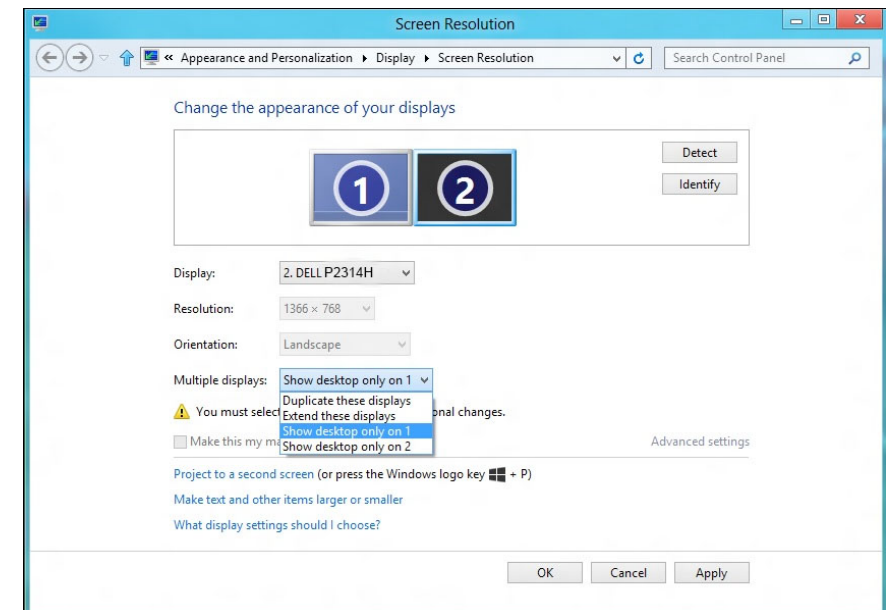 Screen Resolution
« Appearance and Personalization Display Screen Resolution
Search Control Panel
Change the appearance of your displays
1 2
Detect
Identify
Display: 2. DELL P2314H
Resolution: 1366 × 768
Orientation: Landscape
Multiple displays: Show desktop only on 1
Duplicate these displays
You must selec
Extend these displays
onal changes.
Show desktop only on 1
Make this my m
Show desktop only on 2
Advanced settings
Project to a second screen (or press the Windows logo key + P)
Make text and other items larger or smaller
What display settings should I choose?
OK Cancel Apply